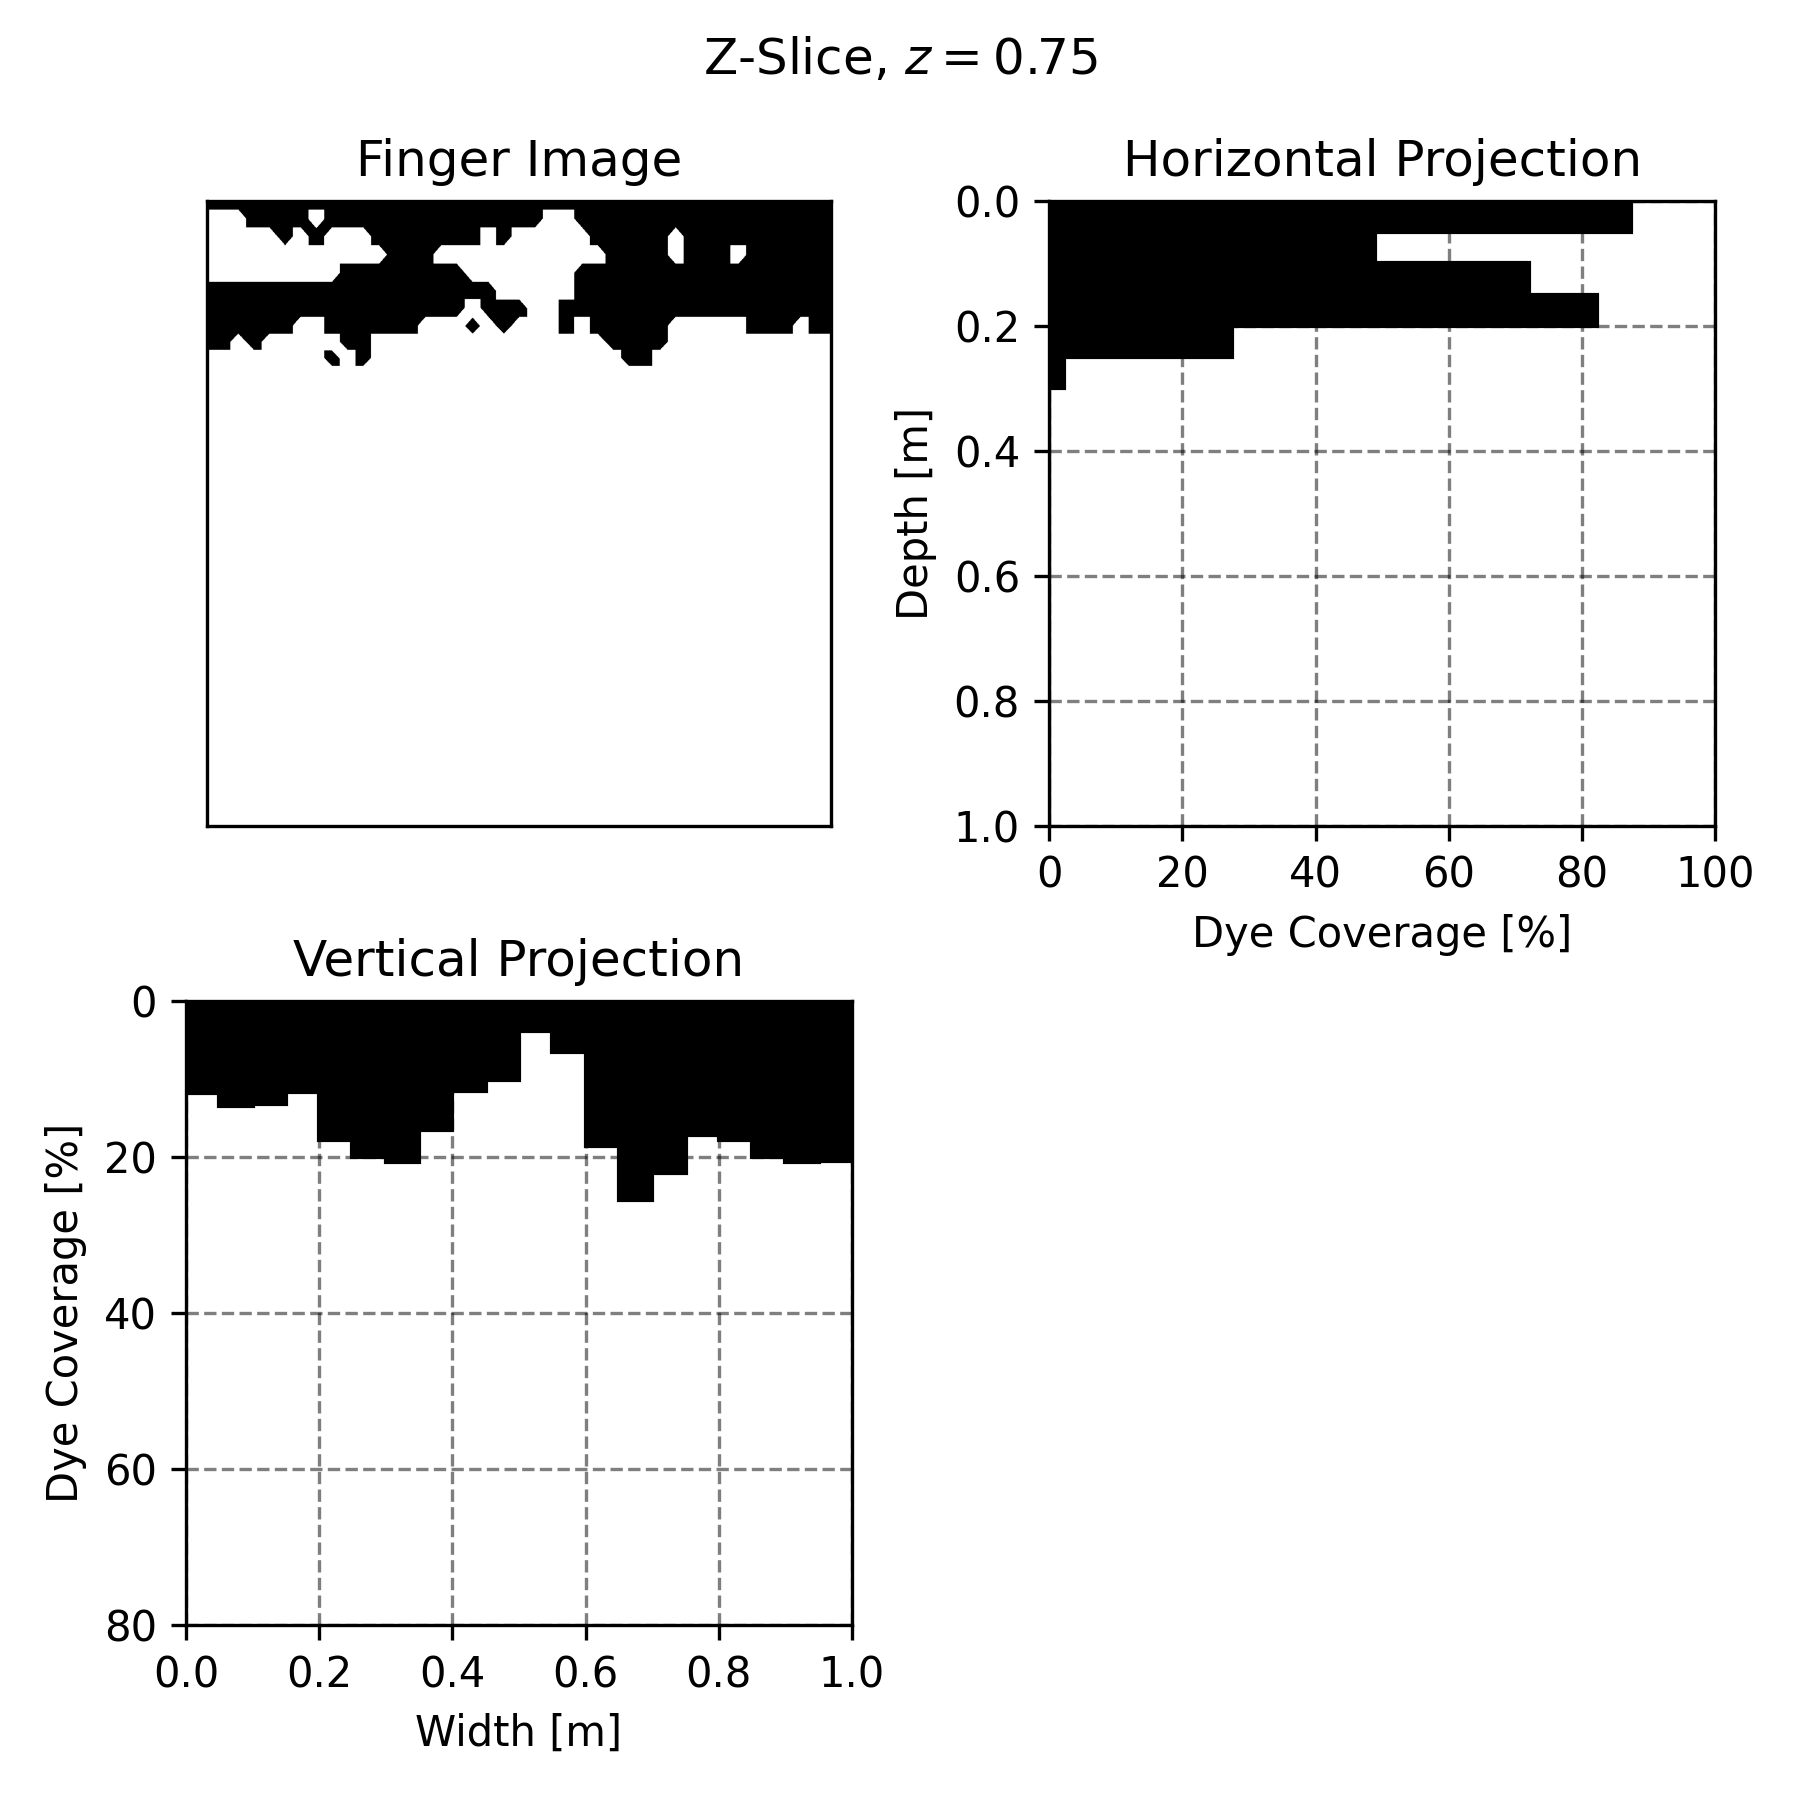 Z-Slice, z = 0.75
Finger Image
Horizontal Projection
0.0
0.2
0.4
0.6
0.8
1.0
Depth [m]
0 20 40 60 80 100
Dye Coverage [%]
Vertical Projection
0
20
40
60
80
Dye Coverage [%]
0.0 0.2 0.4 0.6 0.8 1.0
Width [m]